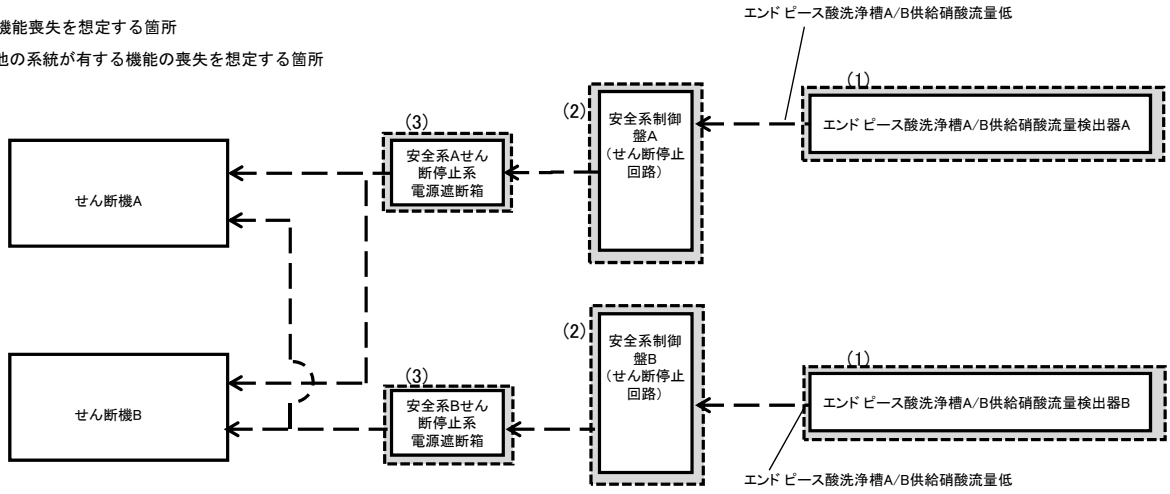 機能喪失を想定する箇所
他の系統が有する機能の喪失を想定する箇所
エンドピース酸洗浄槽A/B供給硝酸流量低
(1)
エンドピース酸洗浄槽A/B供給硝酸流量検出器A
(2)
安全系制御
盤A
(せん断停止
回路)
(3)
安全系Aせん
断停止系
電源遮断箱
せん断機A
(1)
エンドピース酸洗浄槽A/B供給硝酸流量検出器B
(2)
安全系制御
盤B
(せん断停止
回路)
(3)
安全系Bせん
断停止系
電源遮断箱
せん断機B
エンドピース酸洗浄槽A/B供給硝酸流量低